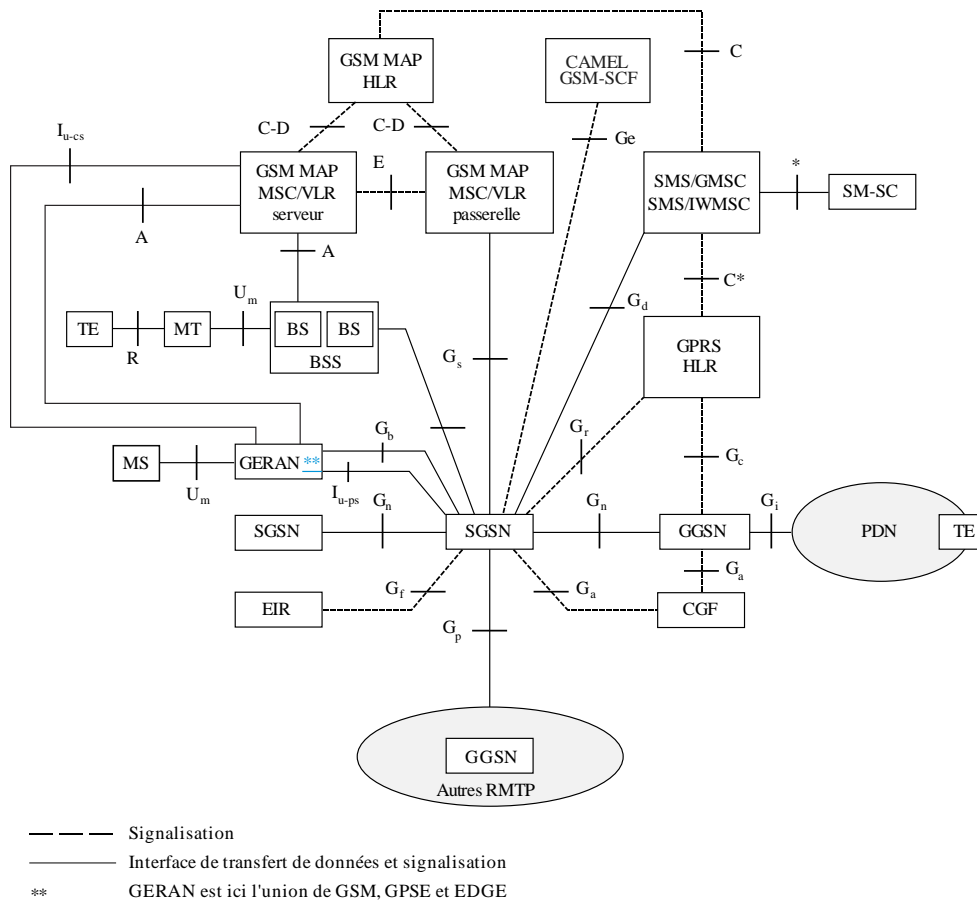 GSM MAP
HLR
CAMEL
GSM-SCF
C
I u-cs
C-D
C-D
Ge
GSM MAP
MSC/VLR
serveur
E
GSM MAP
MSC/VLR
passerelle
SMS/GMSC
SMS/IWMSC
*
SM-SC
A
A
C*
U m
G d
TE
R
MT
BS
BS
BSS
G s
GPRS
HLR
G b
G r
MS
U m
GERAN **
I u-ps
G c
G n
G n
G i
SGSN
SGSN
GGSN
PDN
TE
G f
G a
G a
EIR
CGF
G p
GGSN
Autres RMTP
Signalisation
Interface de transfert de données et signalisation
** GERAN est ici l'union de GSM, GPSE et EDGE